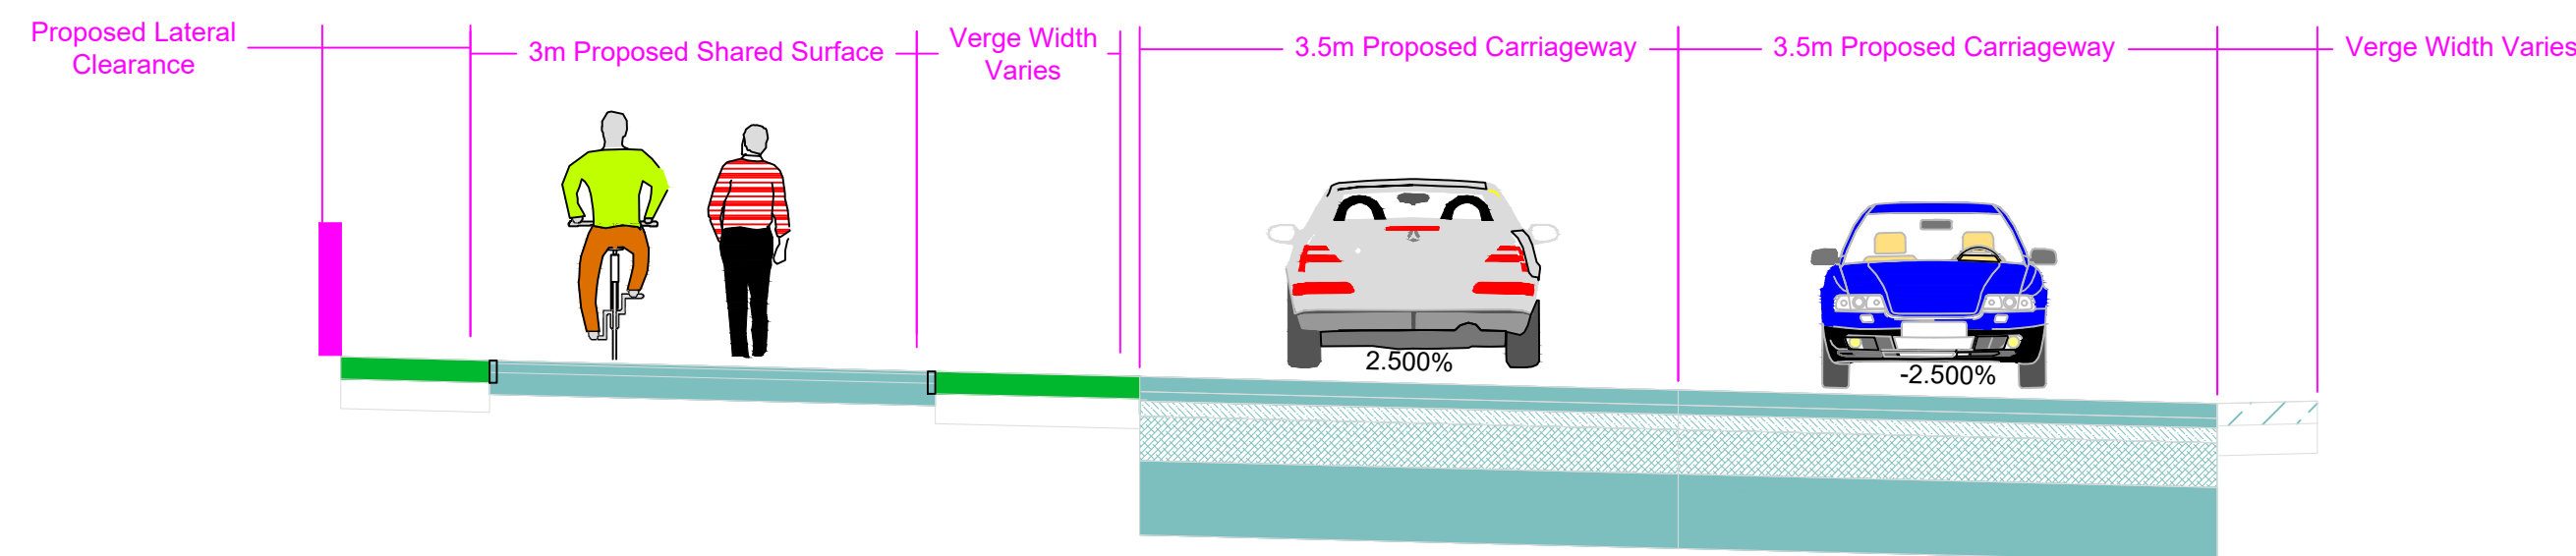 Proposed Lateral
Clearance
3m Proposed Shared Surface
Verge Width
Varies
3.5m Proposed Carriageway
3.5m Proposed Carriageway
Verge Width Varies
2.500%
-2.500%